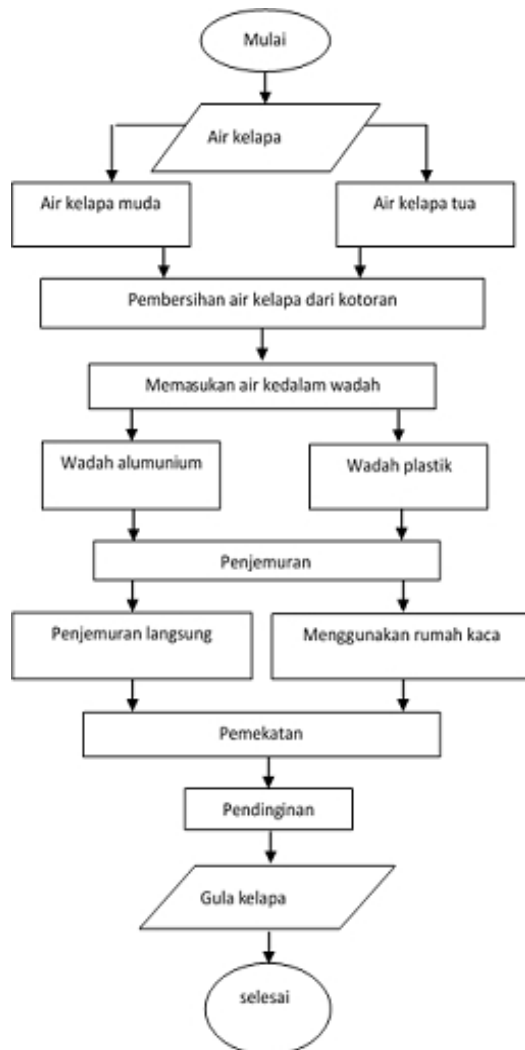 Mulai
Air kelapa
Air kelapa muda
Air kelapa tua
Pembersihan air kelapa dari kotoran
Memasukan air kedalam wadah
Wadah alumunium
Wadah plastik
Penjemuran
Penjemuran langsung
Menggunakan rumah kaca
Pemekatan
Pendinginan
Gula kelapa
selesai